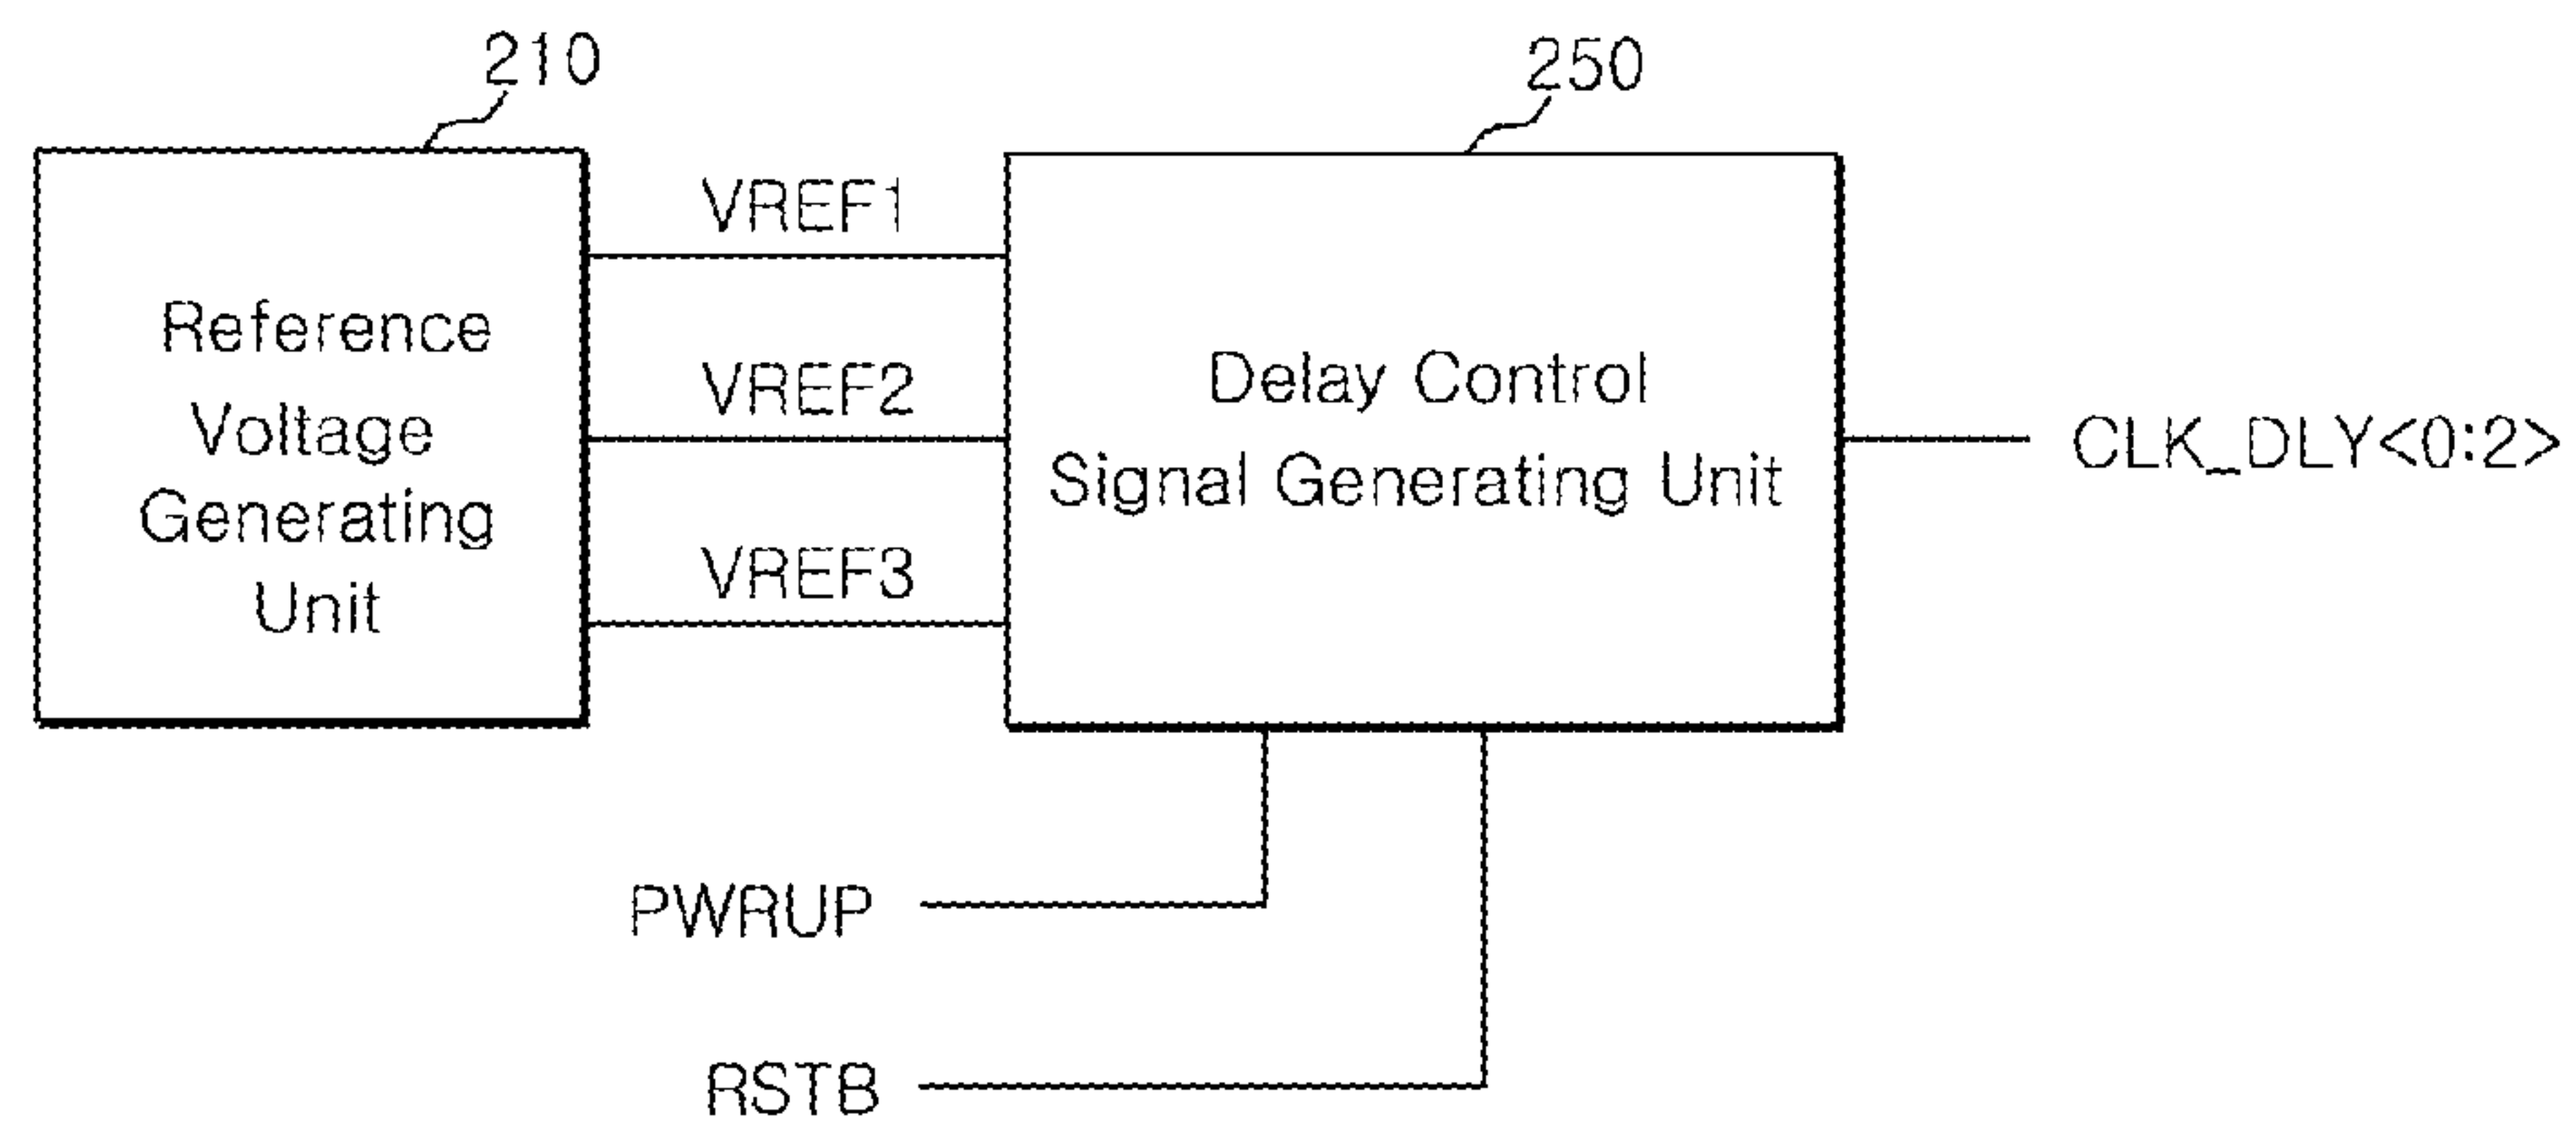 210
250
VREF1
Reference
Voltage
Generating
Unit
VREF2
VREF3
Delay Control
Signal Generating Unit
CLK_DLY<0:2>
PWRUP
RSTB